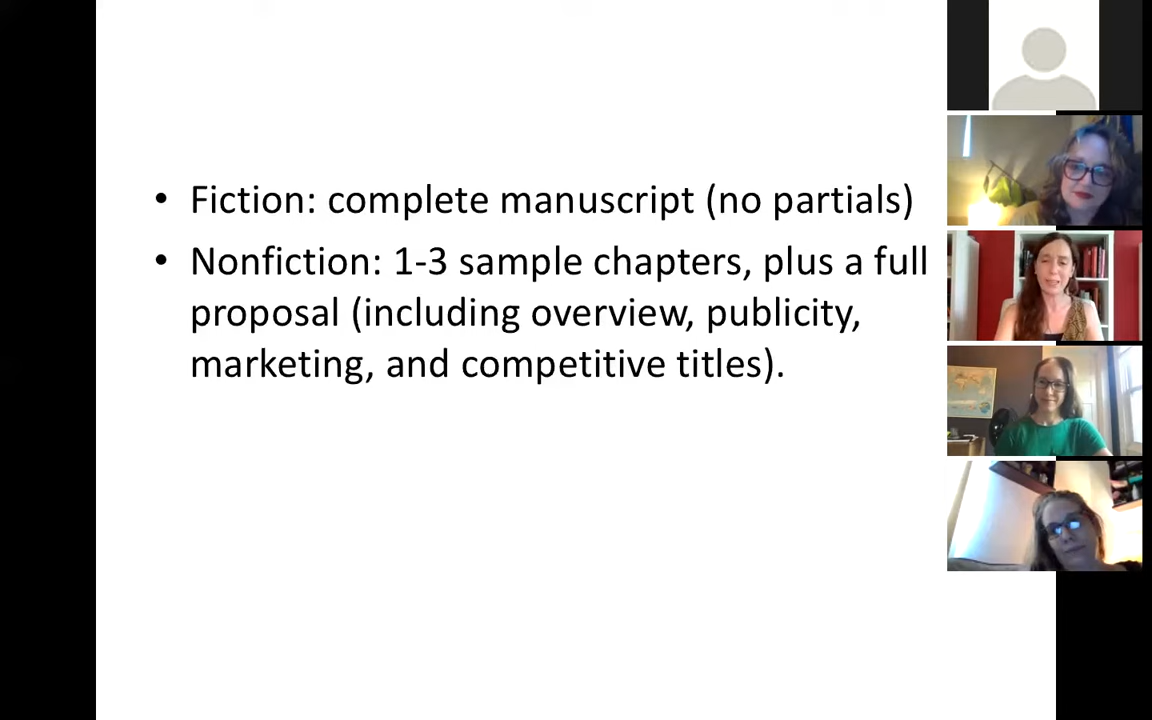 • Fiction: complete manuscript (no partials)
• Nonfiction: 1-3 sample chapters, plus a full
proposal (including overview, publicity,
marketing, and competitive titles).